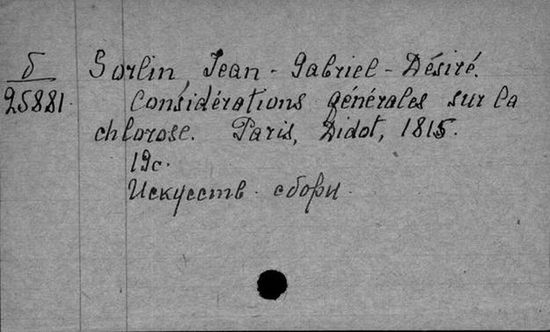 б
25881.
Sorlin, Jean-Gabriel-Désiré.
Considérations générales sur la
chlorose. Paris, Didot, 1815.
19с.
Искусств. сборн.